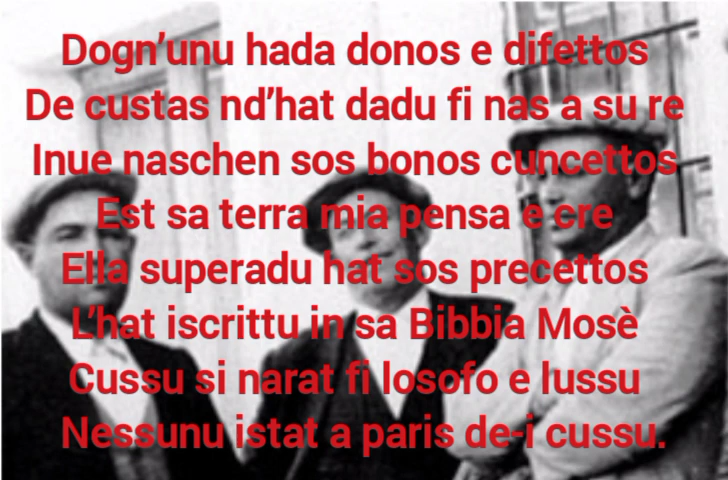 Dogn'unu hada donos e difettos
De custas nd'hat dadu fi nas a su re
Inue naschen sos bonos cuncettos
Est sa terra mia pensa e cre
Ella superadu hat sos precettos
L'hat iscrittu in sa Bibbia Mosè
Cussu si narat fi losofo e lussu
Nessunu istat a paris de-i cussu.